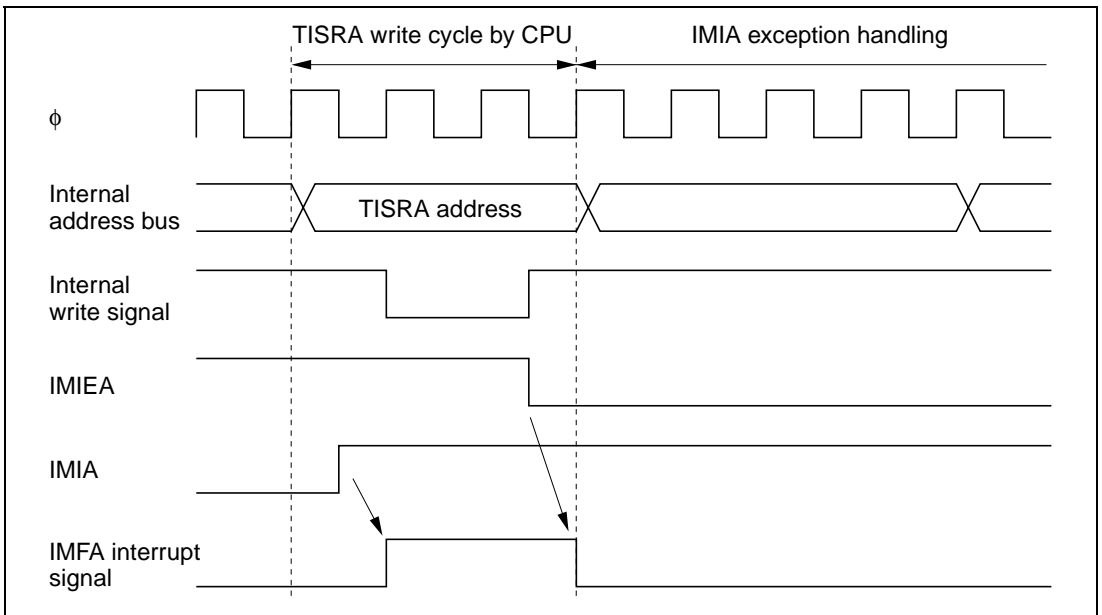 TISRA write cycle by CPU
IMIA exception handling
ϕ
Internal
address bus
TISRA address
Internal
write signal
IMIEA
IMIA
IMFA interrupt
signal